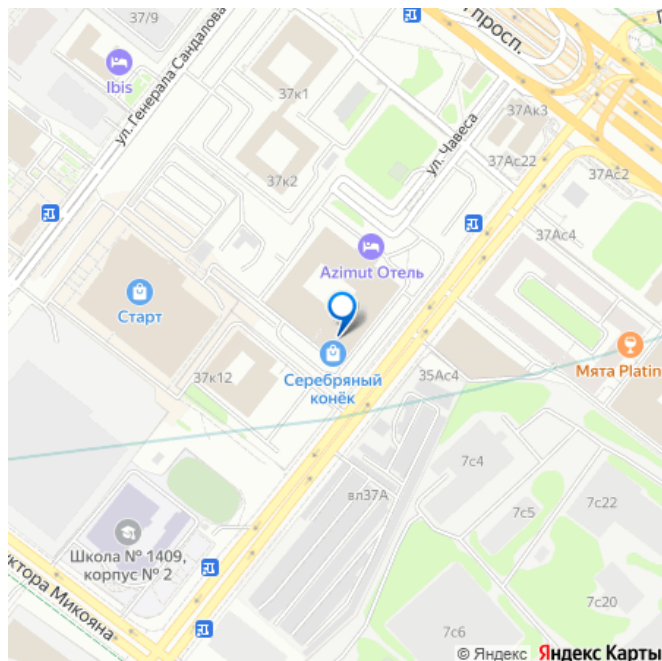 37/9
Ibis
ул. Генерала Сандалова
37к1
просп.
ул. Чавеса
37Ак3
37Ас22
37Ас2
37к2
37Ас4
Azimut Отель
Старт
Серебряный
конёк
37к12
35Ас4
Мята Platin
7с4
7с22
вл37А
7с5
Школа № 1409,
корпус № 2
уктора Микояна
7с20
7с6
© Яндекс Яндекс Карты